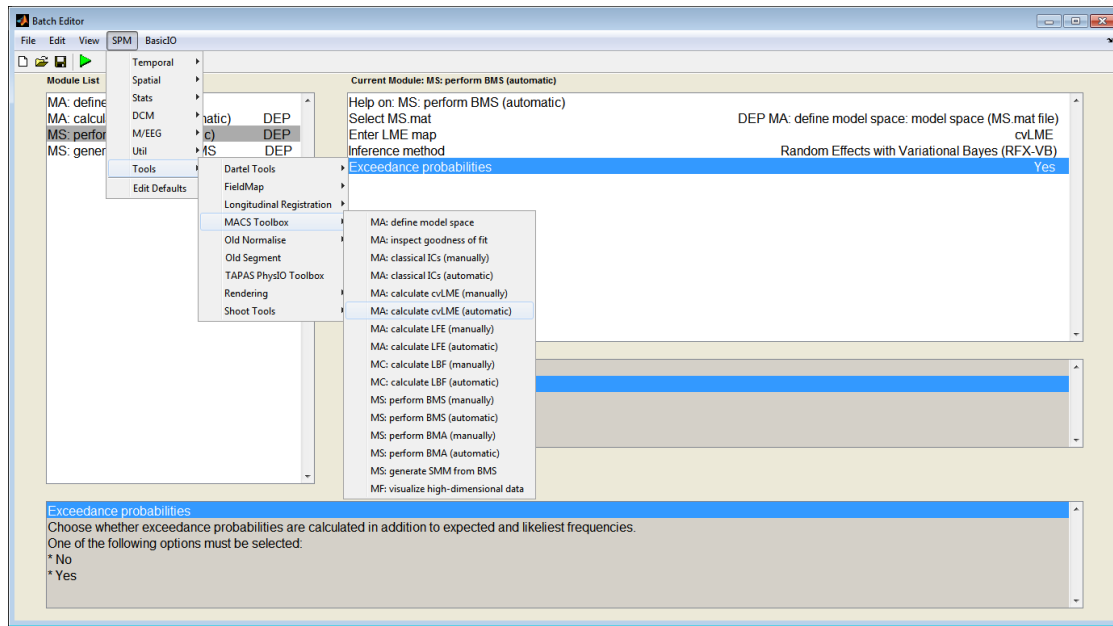 Batch Editor
File Edit View SPM BasicIO
Module List
MA: define
MA: calcul atic) DEP
MS: perfor c) DEP
MS: gener MS DEP
Temporal
Spatial
Stats
DCM
M/EEG
Util
Tools
Edit Defaults
Dartel Tools
FieldMap
Longitudinal Registration
MACS Toolbox
Old Normalise
Old Segment
TAPAS PhysIO Toolbox
Rendering
Shoot Tools
MA: define model space
MA: inspect goodness of fit
MA: classical ICs (manually)
MA: classical ICs (automatic)
MA: calculate cvLME (manually)
MA: calculate cvLME (automatic)
MA: calculate LFE (manually)
MA: calculate LFE (automatic)
MC: calculate LBF (manually)
MC: calculate LBF (automatic)
MS: perform BMS (manually)
MS: perform BMS (automatic)
MS: perform BMA (manually)
MS: perform BMA (automatic)
MS: generate SMM from BMS
MF: visualize high-dimensional data
Current Module: MS: perform BMS (automatic)
Help on: MS: perform BMS (automatic)
Select MS.mat DEP MA: define model space: model space (MS.mat file)
Enter LME map cvLME
Inference method Random Effects with Variational Bayes (RFX-VB)
Exceedance probabilities Yes
Exceedance probabilities
Choose whether exceedance probabilities are calculated in addition to expected and likeliest frequencies.
One of the following options must be selected:
* No
* Yes